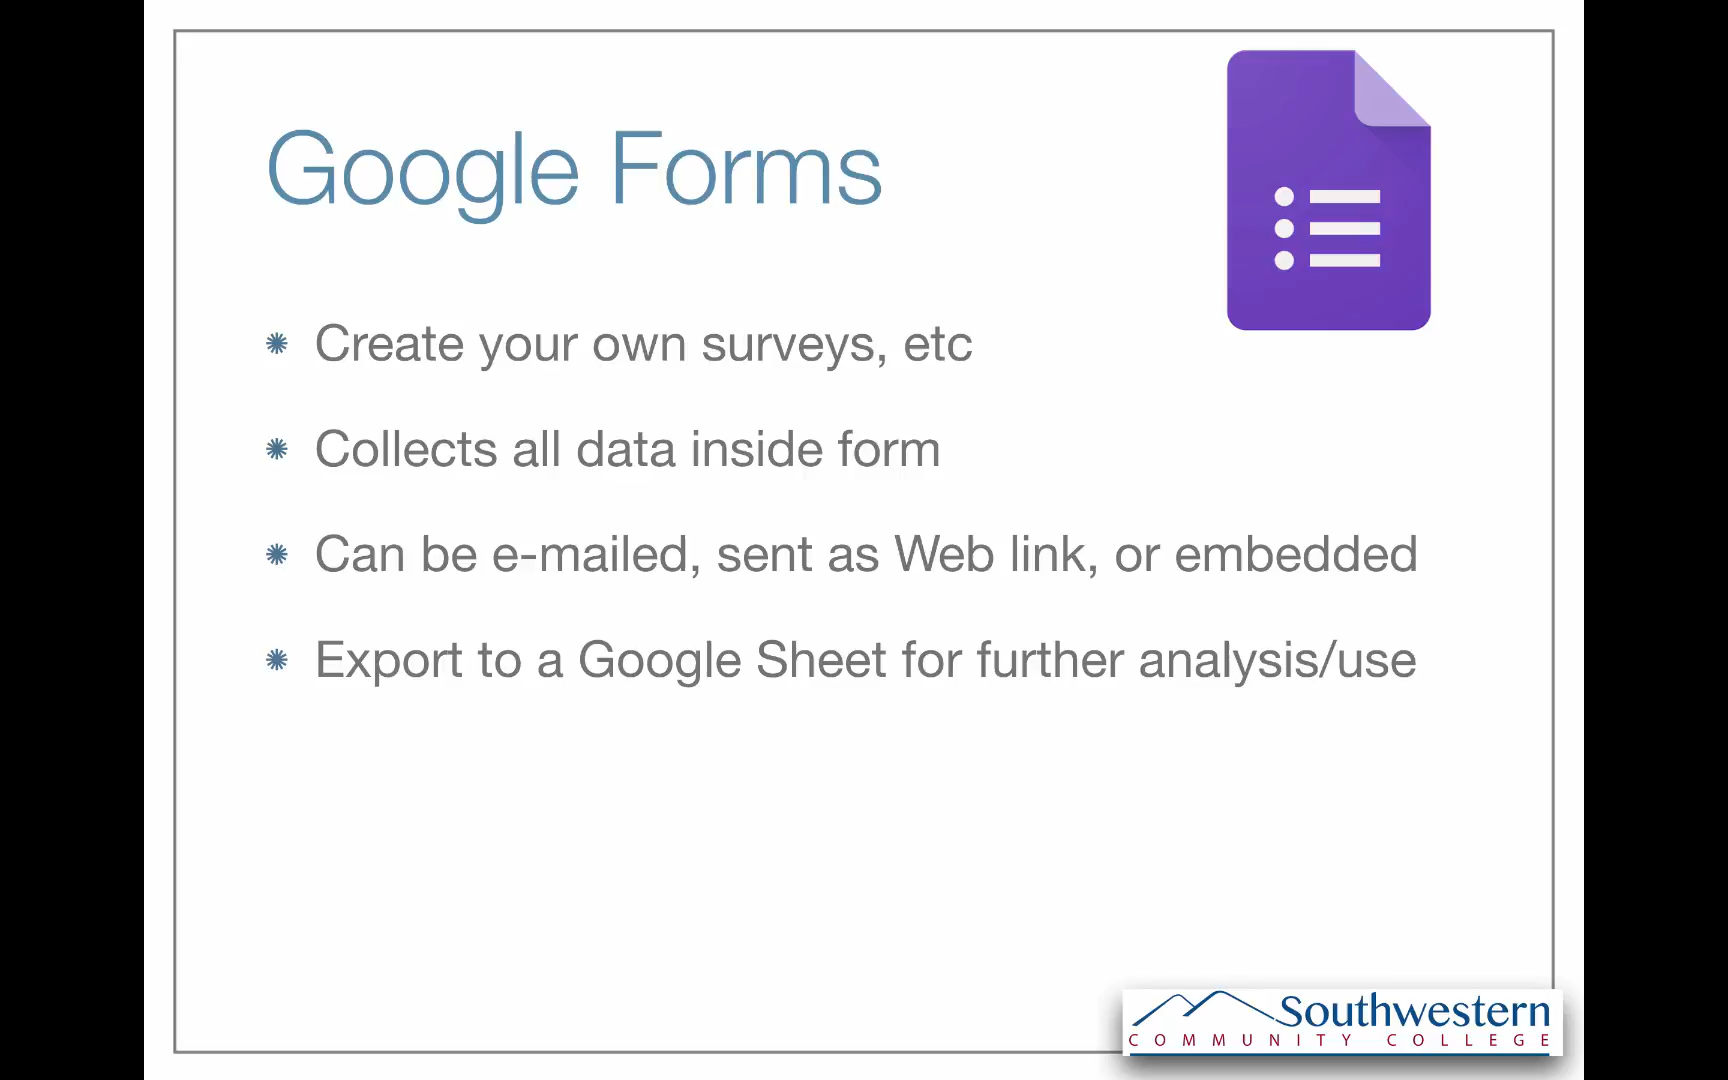 Google Forms
Create your own surveys, etc
Collects all data inside form
Can be e-mailed, sent as Web link, or embedded
Export to a Google Sheet for further analysis/use
Southwestern
COMMUNITY COLLEGE